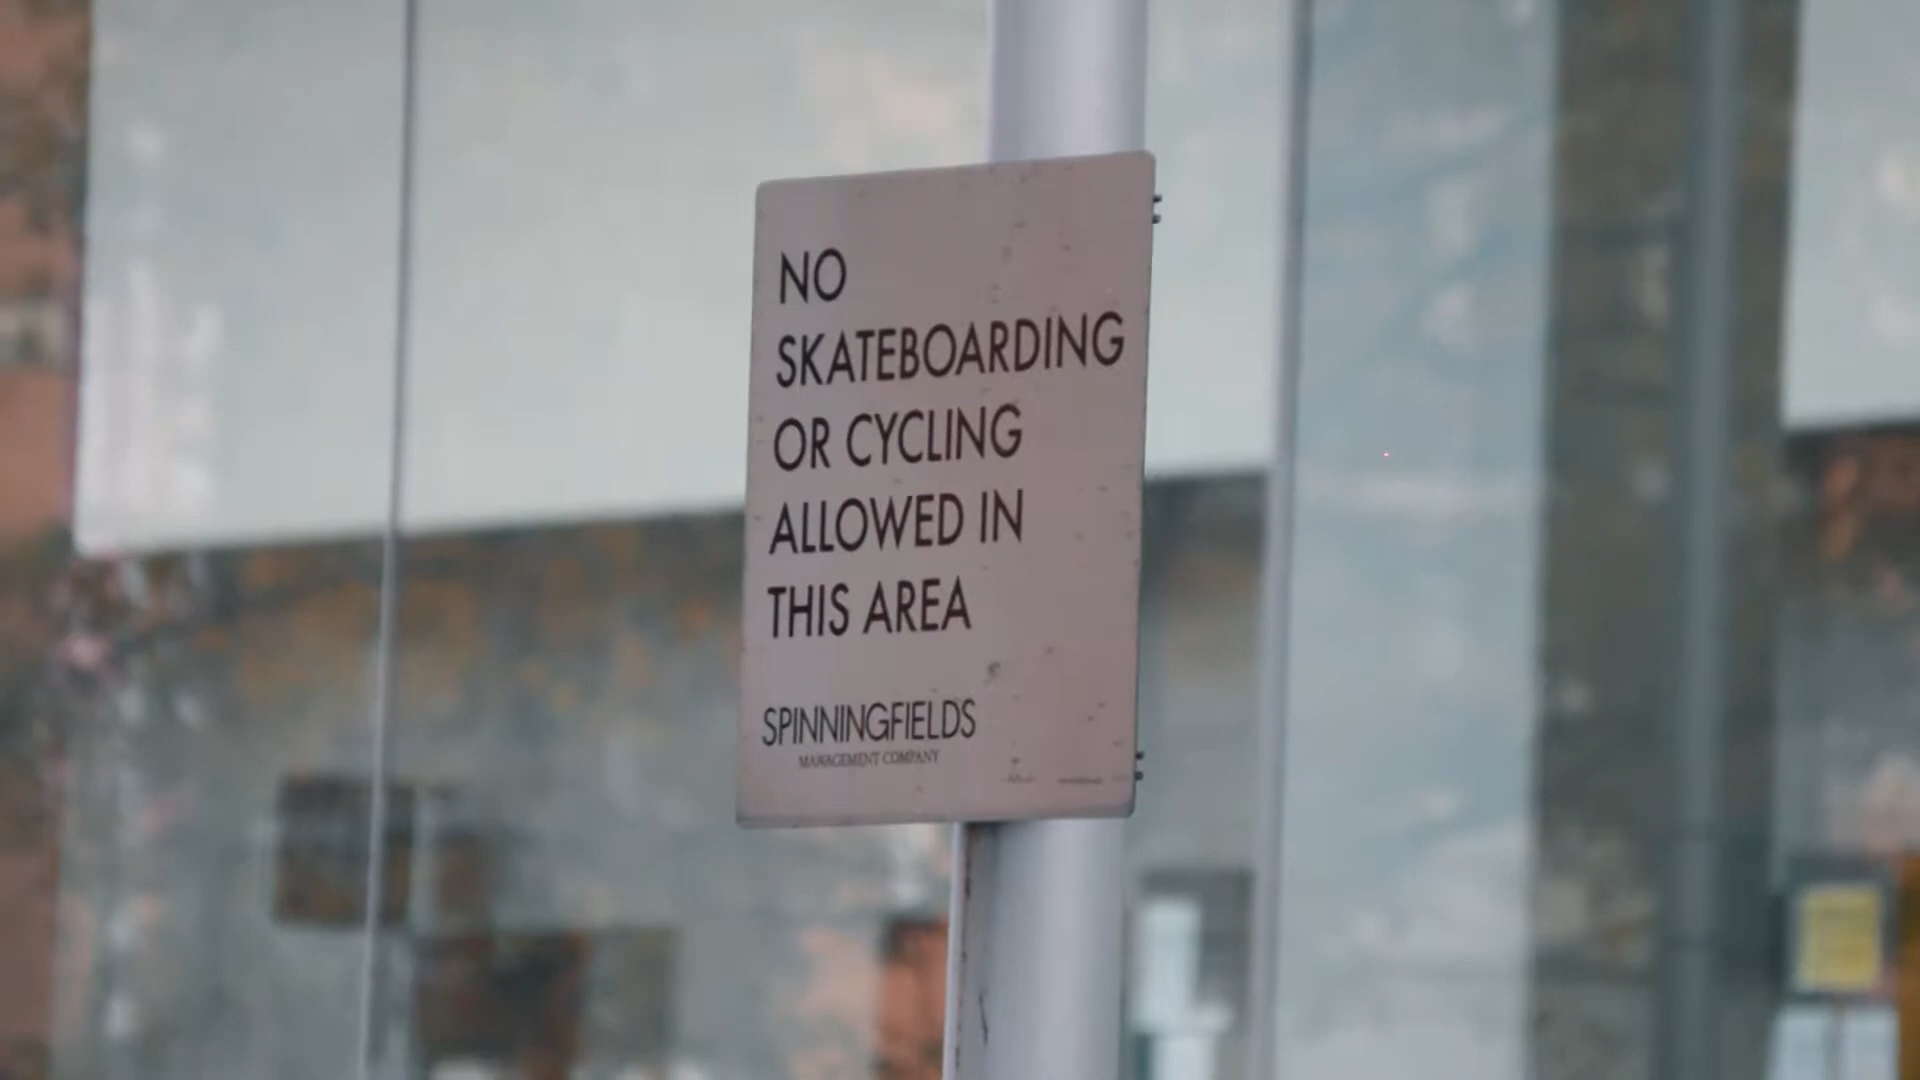 NO
SKATEBOARDING
OR CYCLING
ALLOWED IN
THIS AREA
SPINNINGFIELDS
MANAGEMENT COMPANY